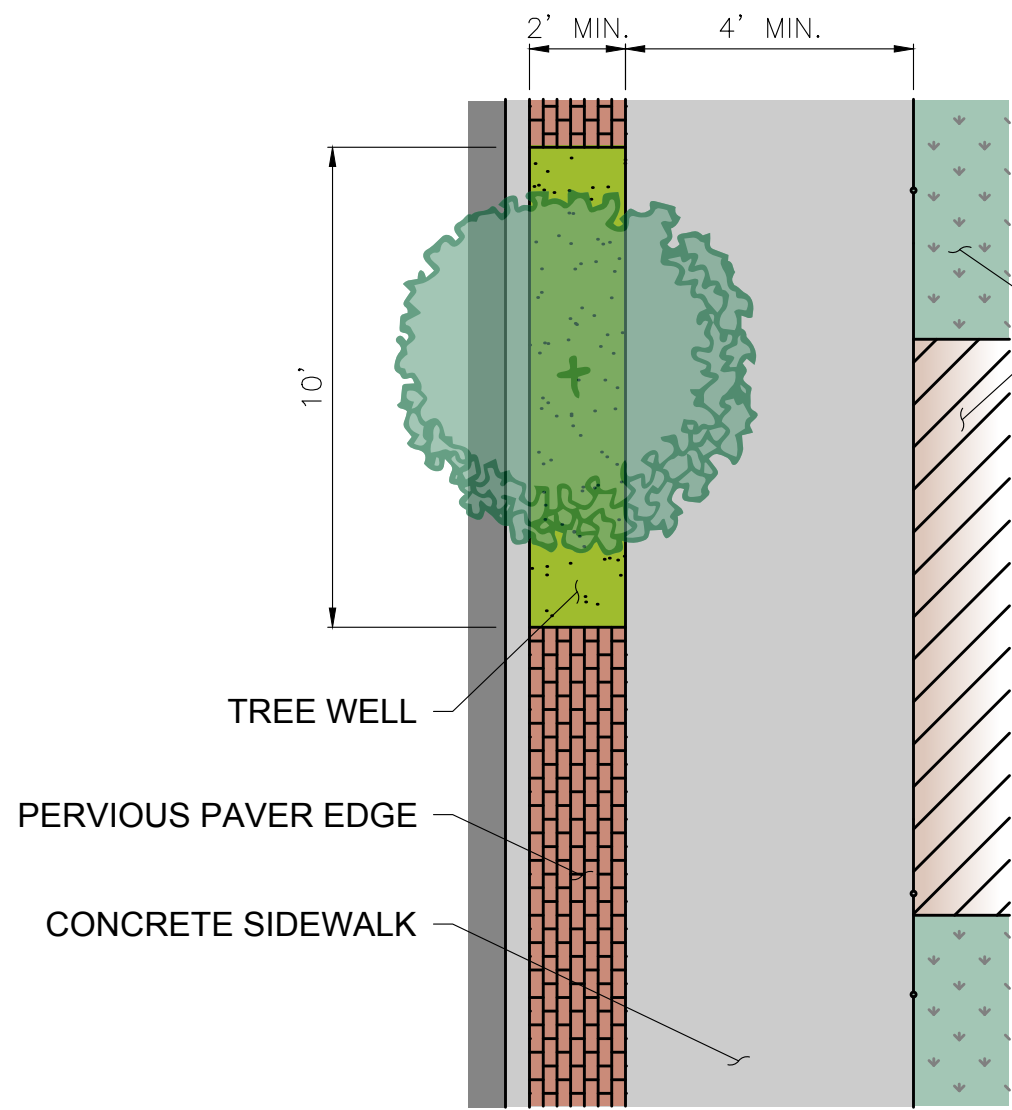 2' MIN.
4' MIN.
10'
TREE WELL
PERVIOUS PAVER EDGE
CONCRETE SIDEWALK